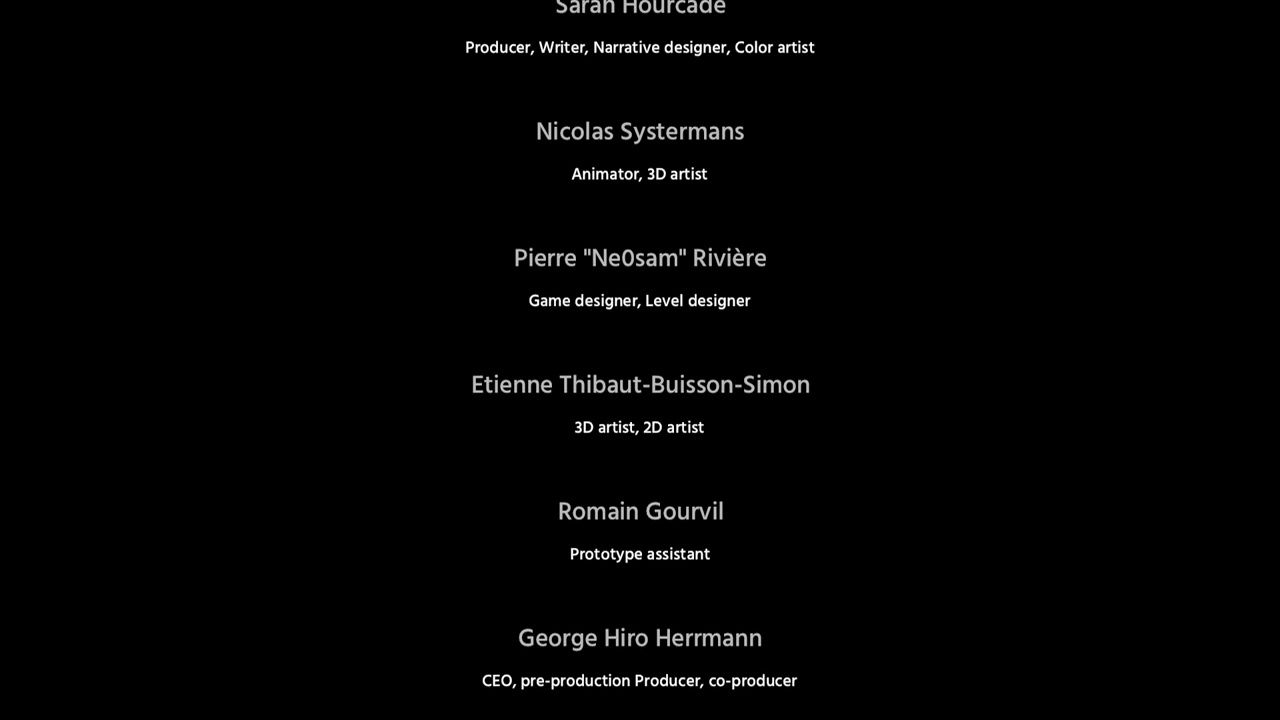 Sarah Hourcade
Producer, Writer, Narrative designer, Color artist
Nicolas Systermans
Animator, 3D artist
Pierre "Ne0sam" Rivière
Game designer, Level designer
Etienne Thibaut-Buisson-Simon
3D artist, 2D artist
Romain Gourvil
Prototype assistant
George Hiro Herrmann
CEO, pre-production Producer, co-producer